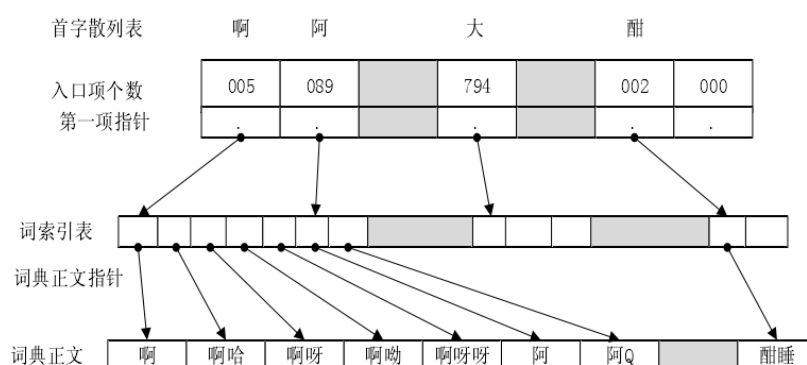 首字散列表 啊 阿 大 酣
入口项个数 005 089 794 002 000
第一项指针
词索引表
词典正文指针
词典正文 啊 啊哈 啊呀 啊呦 啊呀呀 阿 阿Q 酣睡